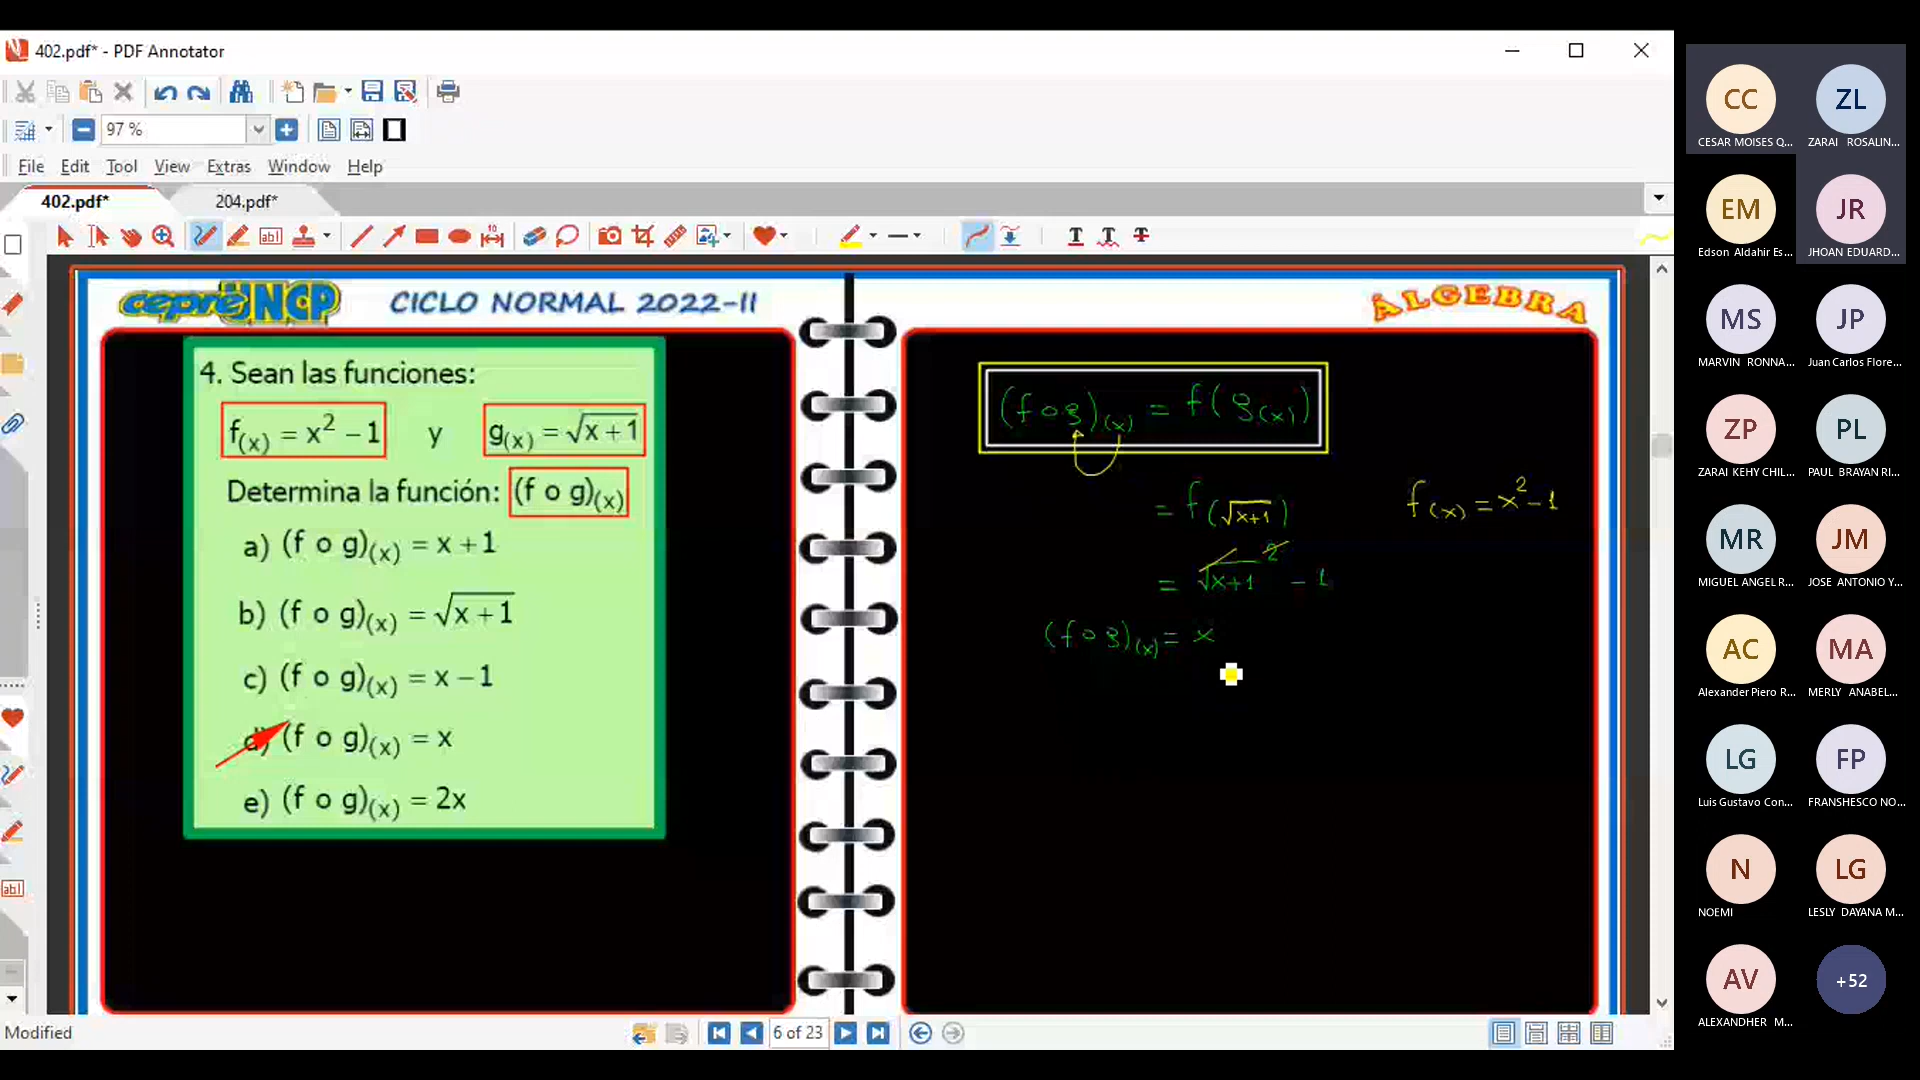 402.pdf* - PDF Annotator
97 %
File Edit Tool View Extras Window Help
402.pdf* 204.pdf*
cepreUNCP CICLO NORMAL 2022-II
4. Sean las funciones:
f(x) = x² – 1 y g(x) = √(x + 1)
Determina la función: (f o g)(x)
a) (f o g)(x) = x + 1
b) (f o g)(x) = √(x + 1)
c) (f o g)(x) = x – 1
d) (f o g)(x) = x
e) (f o g)(x) = 2x
ÁLGEBRA
(f o g)(x) = f(g(x))
= f(√(x+1)) f(x) = x² – 1
= √(x+1)² – 1
(f o g)(x) = x
Modified
6 of 23
CC
CESAR MOISES Q...
ZL
ZARAI ROSALIN...
EM
Edson Aldahir Es...
JR
JHOAN EDUARD...
MS
MARVIN RONNA...
JP
Juan Carlos Flore...
ZP
ZARAI KEHY CHIL...
PL
PAUL BRAYAN RI...
MR
MIGUEL ANGEL R...
JM
JOSE ANTONIO Y...
AC
Alexander Piero R...
MA
MERLY ANABEL...
LG
Luis Gustavo Con...
FP
FRANSHESCO NO...
N
NOEMI
LG
LESLY DAYANA M...
AV
ALEXANDHER M...
+52